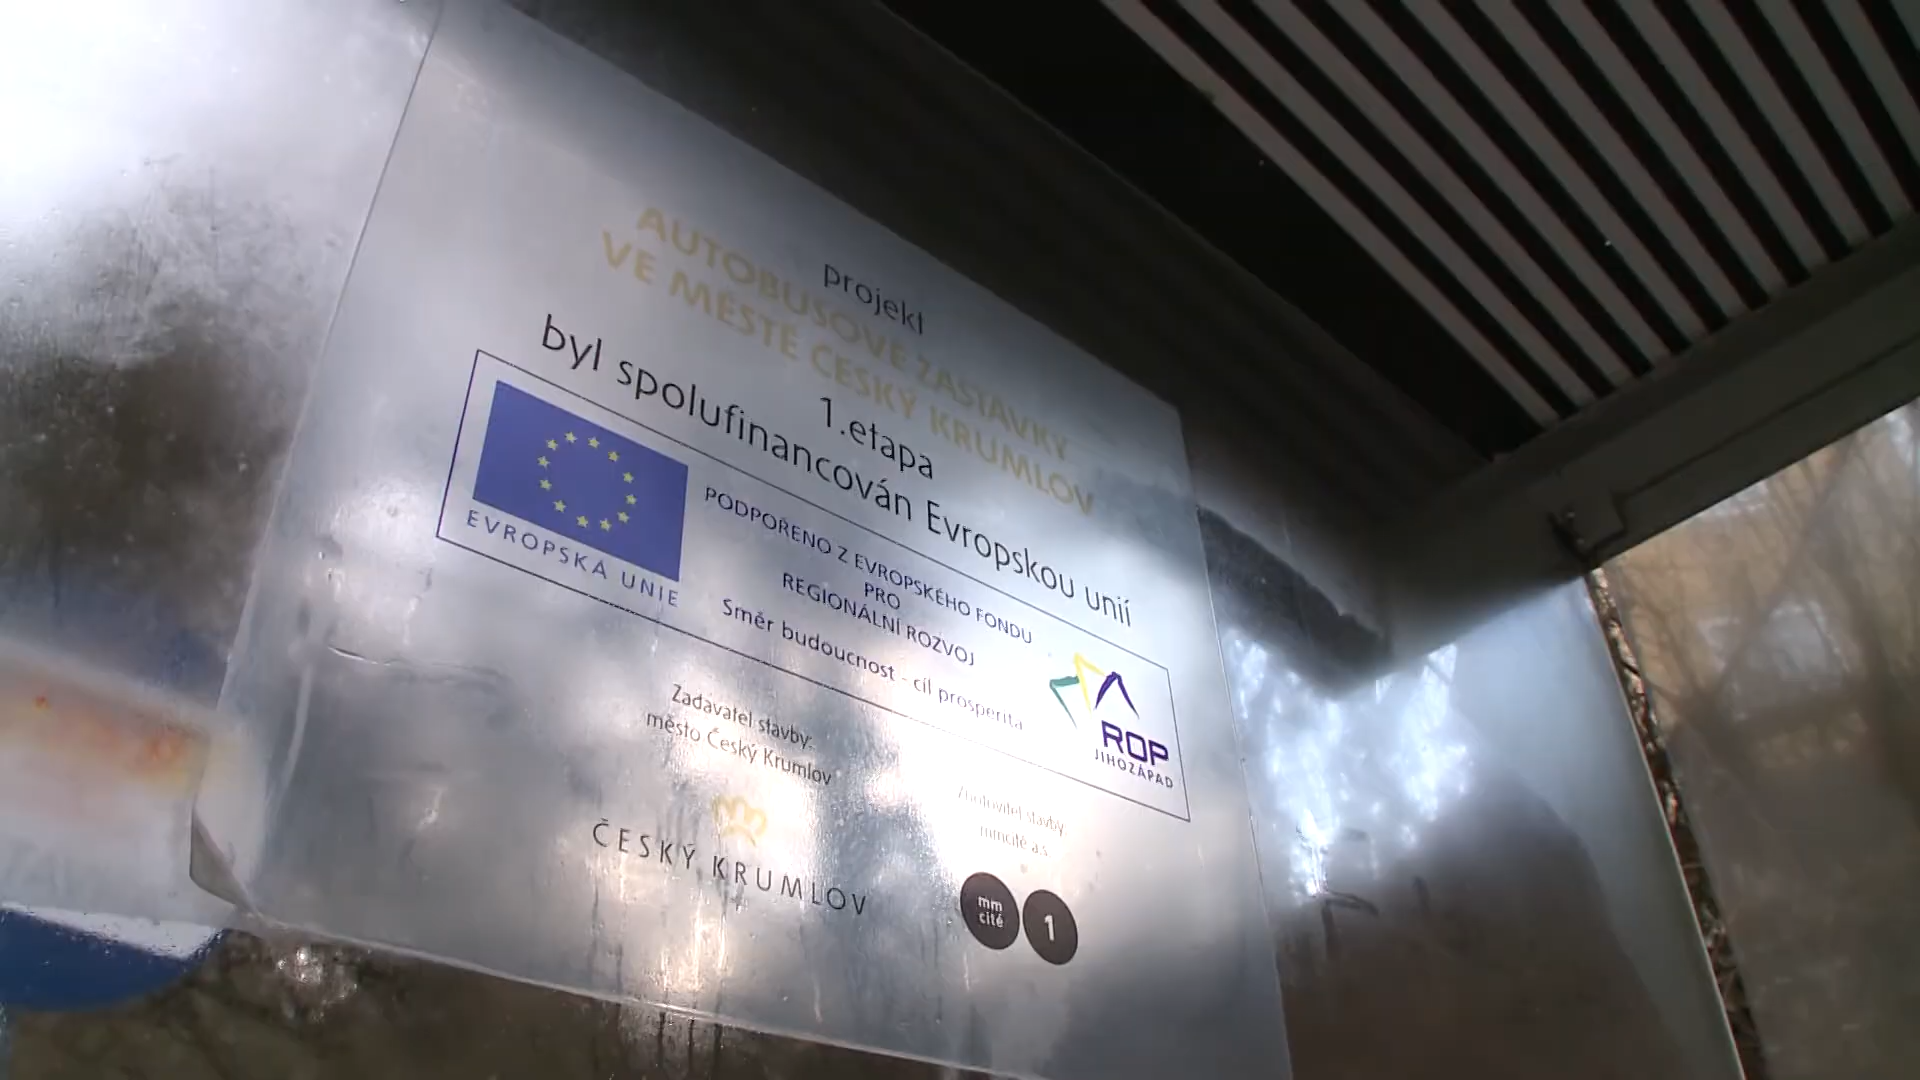 projekt
AUTOBUSOVÉ ZASTÁVKY
VE MĚSTĚ ČESKÝ KRUMLOV
1.etapa
byl spolufinancován Evropskou unií
EVROPSKÁ UNIE
PODPOŘENO Z EVROPSKÉHO FONDU
PRO
REGIONÁLNÍ ROZVOJ
Směr budoucnost - cíl prosperita
ROP
JIHOZÁPAD
Zadavatel stavby:
město Český Krumlov
ČESKÝ KRUMLOV
Zhotovitel stavby:
mmcité a.s.
mm
cité
1